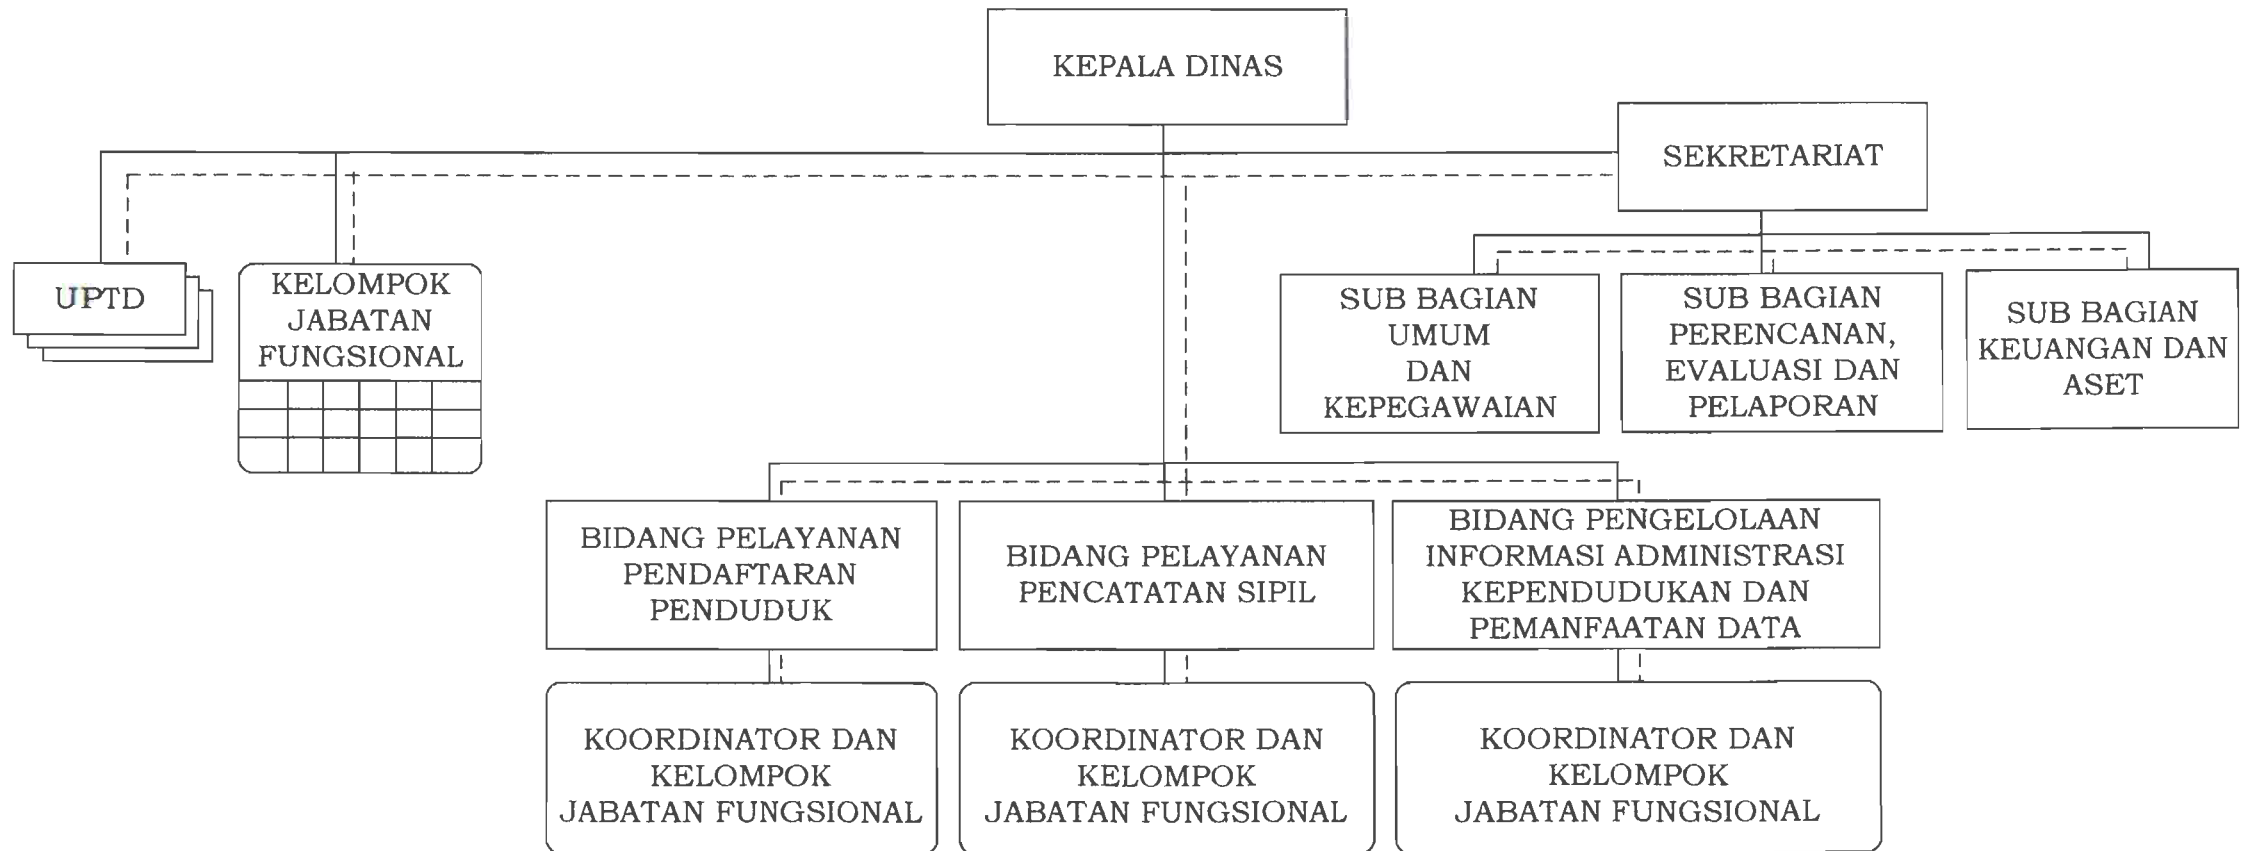 KEPALA DINAS
SEKRETARIAT
UPTD
KELOMPOK
JABATAN
FUNGSIONAL
SUB BAGIAN
UMUM
DAN
KEPEGAWAIAN
SUB BAGIAN
PERENCANAN,
EVALUASI DAN
PELAPORAN
SUB BAGIAN
KEUANGAN DAN
ASET
BIDANG PELAYANAN
PENDAFTARAN
PENDUDUK
BIDANG PELAYANAN
PENCATATAN SIPIL
BIDANG PENGELOLAAN
INFORMASI ADMINISTRASI
KEPENDUDUKAN DAN
PEMANFAATAN DATA
KOORDINATOR DAN
KELOMPOK
JABATAN FUNGSIONAL
KOORDINATOR DAN
KELOMPOK
JABATAN FUNGSIONAL
KOORDINATOR DAN
KELOMPOK
JABATAN FUNGSIONAL